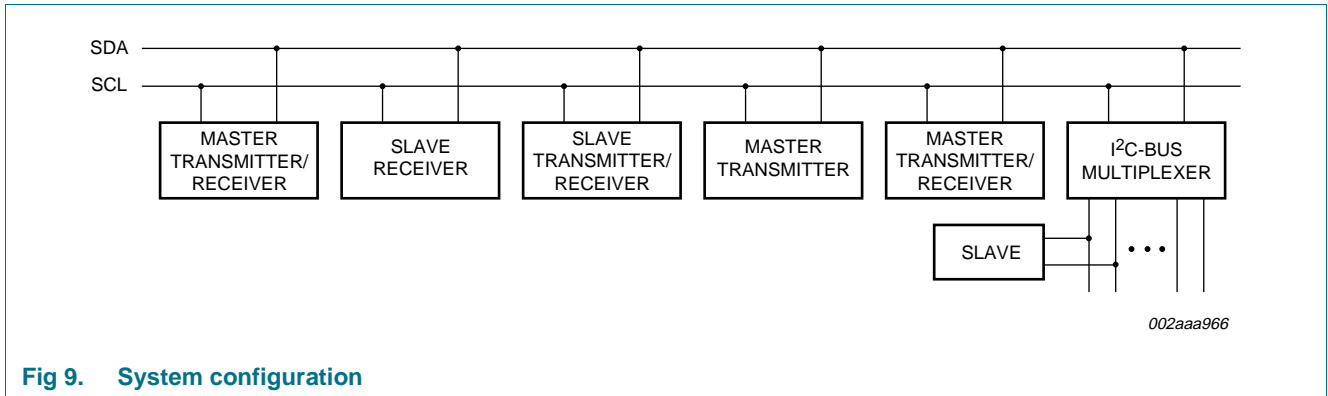 SDA
SCL
MASTER
TRANSMITTER/
RECEIVER
SLAVE
RECEIVER
SLAVE
TRANSMITTER/
RECEIVER
MASTER
TRANSMITTER
MASTER
TRANSMITTER/
RECEIVER
I²C-BUS
MULTIPLEXER
SLAVE
002aaa966
Fig 9. System configuration